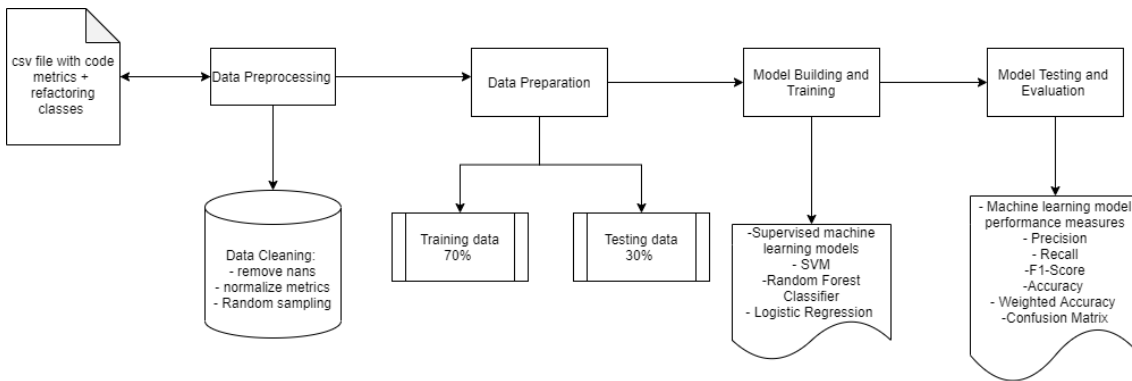 csv file with code
metrics +
refactoring
classes
Data Preprocessing
Data Preparation
Model Building and
Training
Model Testing and
Evaluation
Data Cleaning:
- remove nans
- normalize metrics
- Random sampling
Training data
70%
Testing data
30%
-Supervised machine
learning models
- SVM
-Random Forest
Classifier
- Logistic Regression
- Machine learning model
performance measures
- Precision
- Recall
-F1-Score
-Accuracy
- Weighted Accuracy
-Confusion Matrix